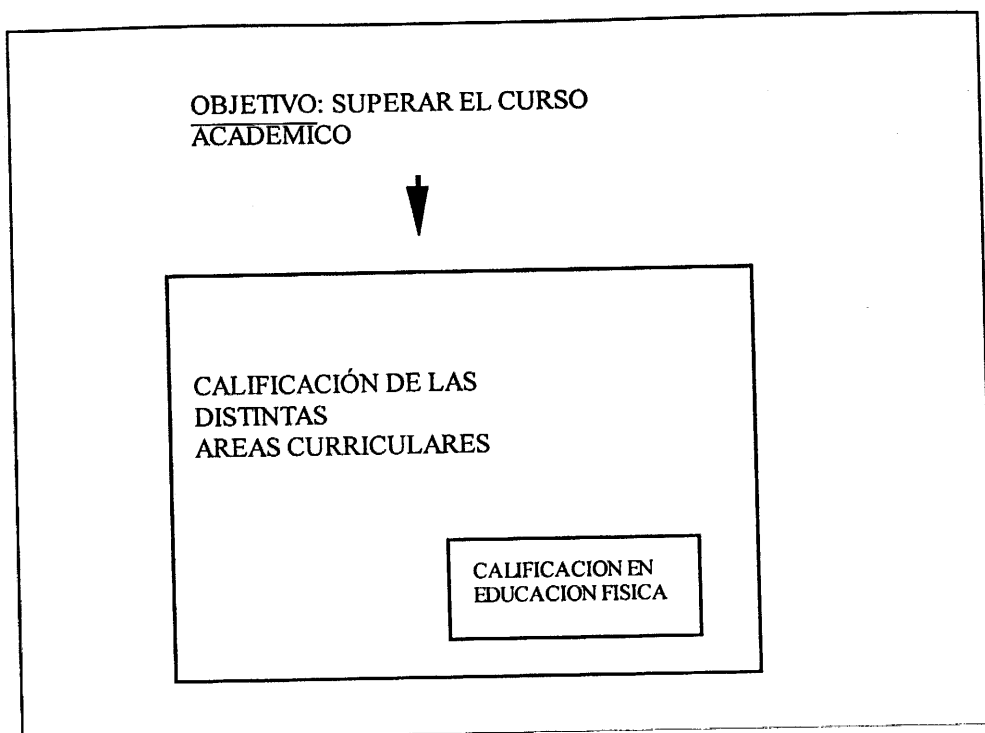 OBJETIVO: SUPERAR EL CURSO
ACADEMICO
CALIFICACIÓN DE LAS
DISTINTAS
AREAS CURRICULARES
CALIFICACION EN
EDUCACION FISICA